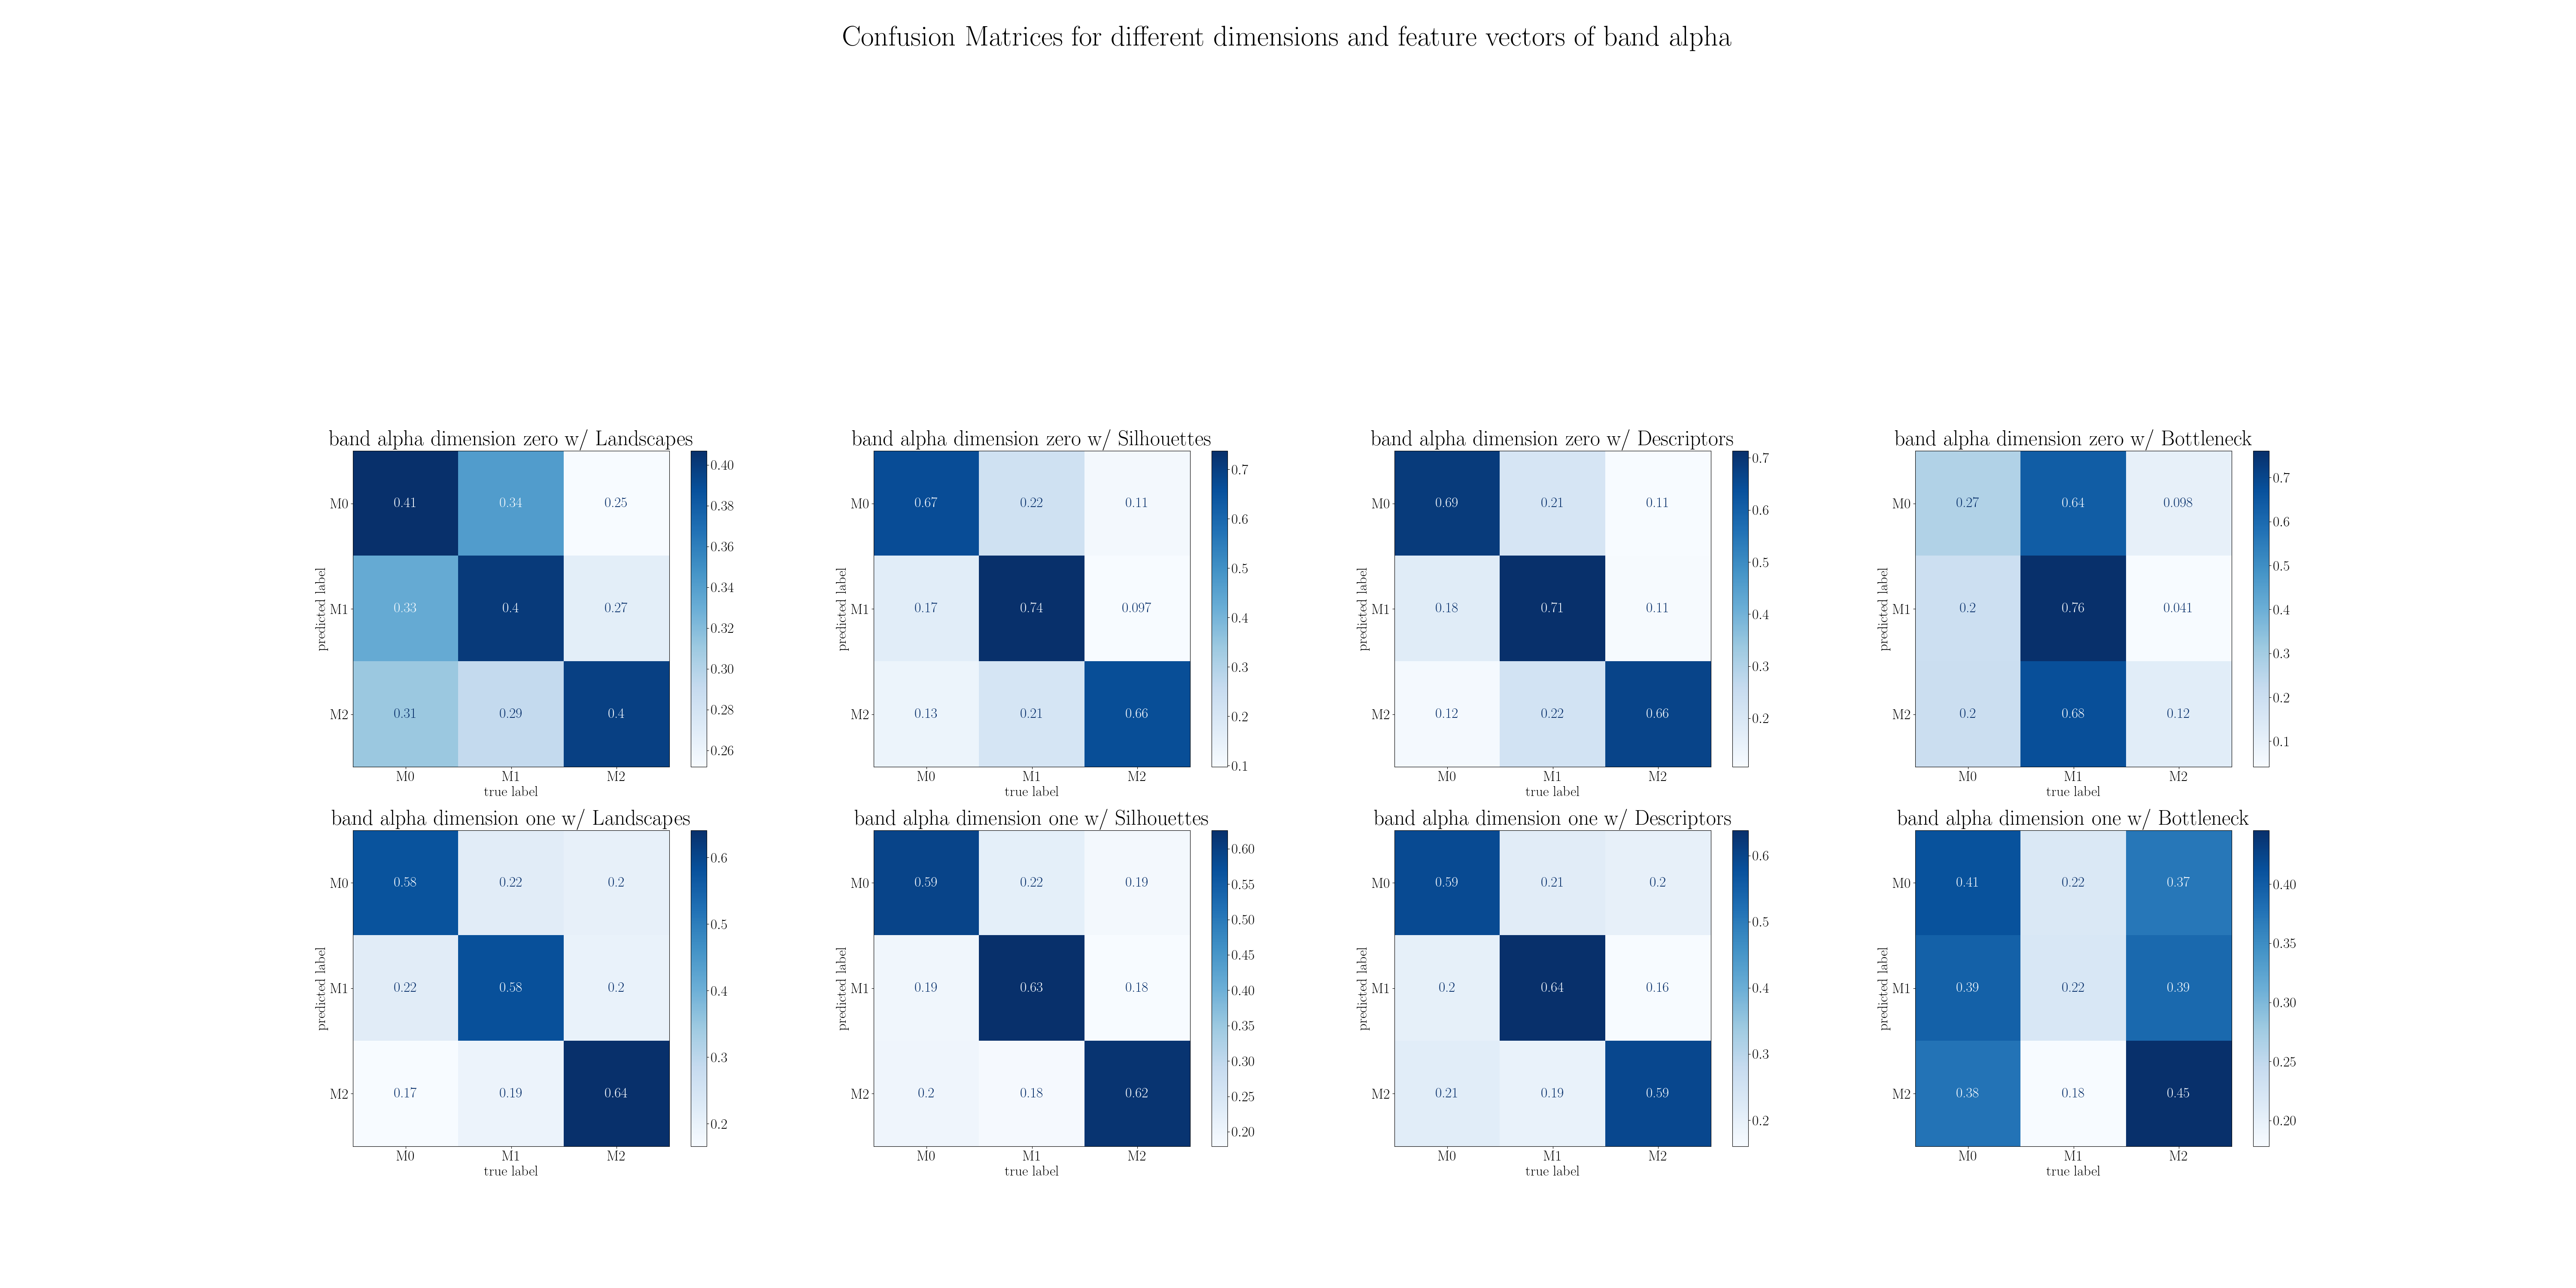 Confusion Matrices for different dimensions and feature vectors of band alpha
band alpha dimension zero w/ Landscapes
predicted label
M0 0.41 0.34 0.25
M1 0.33 0.4 0.27
M2 0.31 0.29 0.4
M0 M1 M2
true label
0.40
0.38
0.36
0.34
0.32
0.30
0.28
0.26
band alpha dimension zero w/ Silhouettes
predicted label
M0 0.67 0.22 0.11
M1 0.17 0.74 0.097
M2 0.13 0.21 0.66
M0 M1 M2
true label
0.7
0.6
0.5
0.4
0.3
0.2
0.1
band alpha dimension zero w/ Descriptors
predicted label
M0 0.69 0.21 0.11
M1 0.18 0.71 0.11
M2 0.12 0.22 0.66
M0 M1 M2
true label
0.7
0.6
0.5
0.4
0.3
0.2
band alpha dimension zero w/ Bottleneck
predicted label
M0 0.27 0.64 0.098
M1 0.2 0.76 0.041
M2 0.2 0.68 0.12
M0 M1 M2
true label
0.7
0.6
0.5
0.4
0.3
0.2
0.1
band alpha dimension one w/ Landscapes
predicted label
M0 0.58 0.22 0.2
M1 0.22 0.58 0.2
M2 0.17 0.19 0.64
M0 M1 M2
true label
0.6
0.5
0.4
0.3
0.2
band alpha dimension one w/ Silhouettes
predicted label
M0 0.59 0.22 0.19
M1 0.19 0.63 0.18
M2 0.2 0.18 0.62
M0 M1 M2
true label
0.60
0.55
0.50
0.45
0.40
0.35
0.30
0.25
0.20
band alpha dimension one w/ Descriptors
predicted label
M0 0.59 0.21 0.2
M1 0.2 0.64 0.16
M2 0.21 0.19 0.59
M0 M1 M2
true label
0.6
0.5
0.4
0.3
0.2
band alpha dimension one w/ Bottleneck
predicted label
M0 0.41 0.22 0.37
M1 0.39 0.22 0.39
M2 0.38 0.18 0.45
M0 M1 M2
true label
0.40
0.35
0.30
0.25
0.20